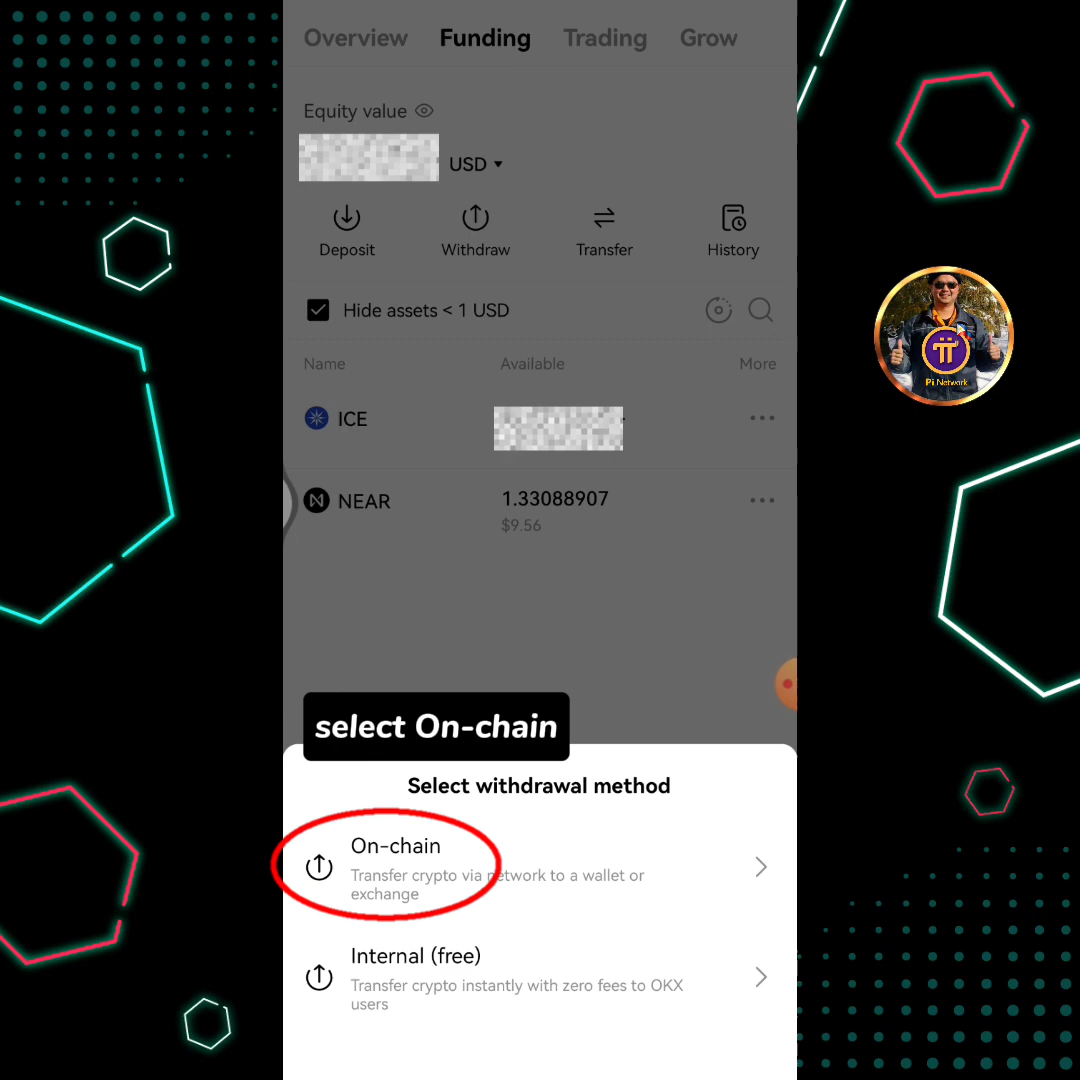 Overview Funding Trading Grow
Equity value
USD
Deposit Withdraw Transfer History
Hide assets < 1 USD
Name Available More
ICE
NEAR 1.33088907
$9.56
Pi Network
select On-chain
Select withdrawal method
On-chain
Transfer crypto via network to a wallet or
exchange
Internal (free)
Transfer crypto instantly with zero fees to OKX
users